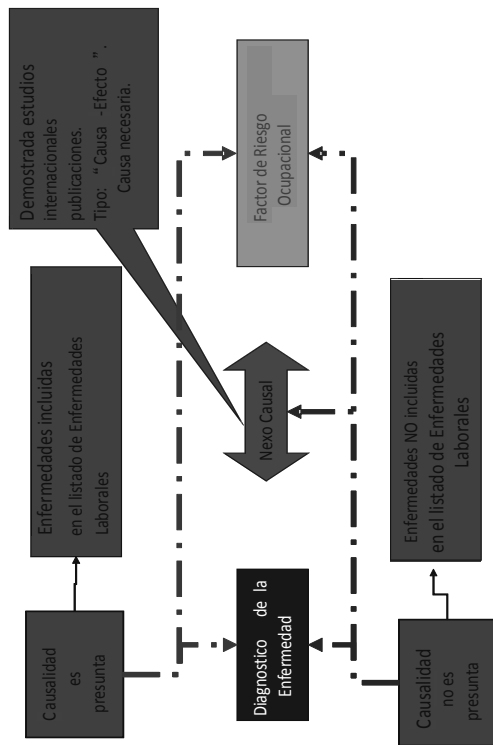 Causalidad
es
presunta
Enfermedades incluidas
en el listado de Enfermedades
Laborales
Demostrada estudios
internacionales
publicaciones.
Tipo: “ Causa - Efecto ” .
Causa necesaria.
Diagnostico de la
Enfermedad
Nexo Causal
Factor de Riesgo
Ocupacional
Causalidad
no es
presunta
Enfermedades NO incluidas
en el listado de Enfermedades
Laborales